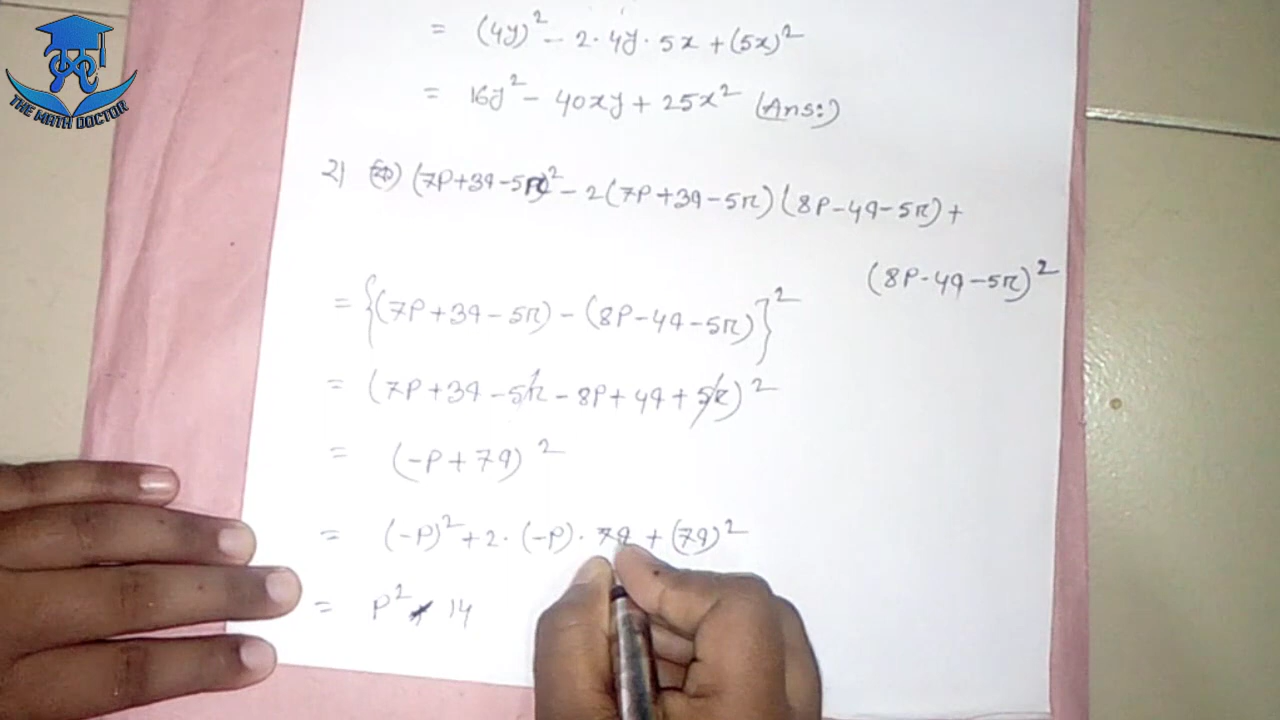 = (4y)² - 2·4y·5x + (5x)²
= 16y² - 40xy + 25x² (Ans:)
THE MATH DOCTOR
২) (ক) (7p+3q-5r)² - 2(7p+3q-5r)(8p-4q-5r) +
(8p-4q-5r)²
= {(7p+3q-5r) - (8p-4q-5r)}²
= (7p+3q-5r-8p+4q+5r)²
= (-p+7q)²
= (-p)² + 2·(-p)·7q + (7q)²
= p² - 14